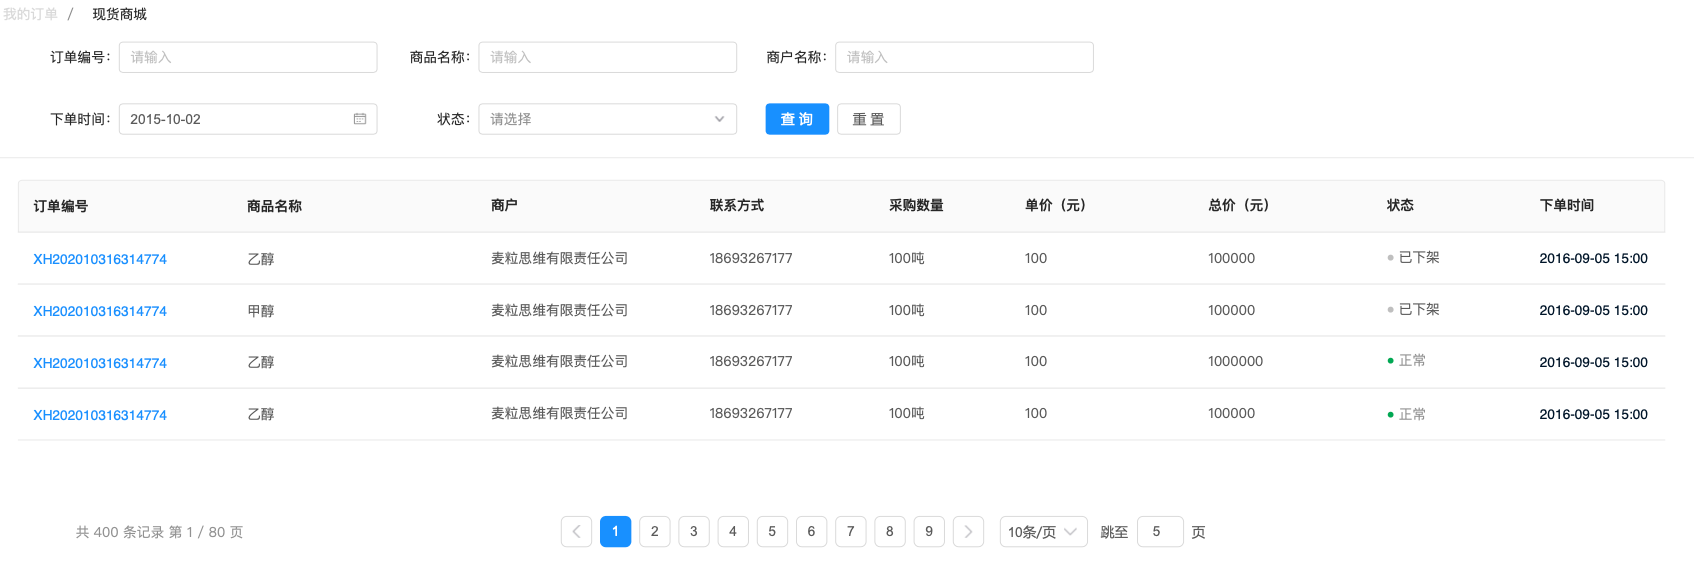 我的订单 / 现货商城
订单编号: 请输入 商品名称: 请输入 商户名称: 请输入
下单时间: 2015-10-02 状态: 请选择 查 询 重 置
订单编号 商品名称 商户 联系方式 采购数量 单价（元） 总价（元） 状态 下单时间
XH202010316314774 乙醇 麦粒思维有限责任公司 18693267177 100吨 100 100000 已下架 2016-09-05 15:00
XH202010316314774 甲醇 麦粒思维有限责任公司 18693267177 100吨 100 100000 已下架 2016-09-05 15:00
XH202010316314774 乙醇 麦粒思维有限责任公司 18693267177 100吨 100 1000000 正常 2016-09-05 15:00
XH202010316314774 乙醇 麦粒思维有限责任公司 18693267177 100吨 100 100000 正常 2016-09-05 15:00
共 400 条记录 第 1 / 80 页 1 2 3 4 5 6 7 8 9 10条/页 跳至 5 页